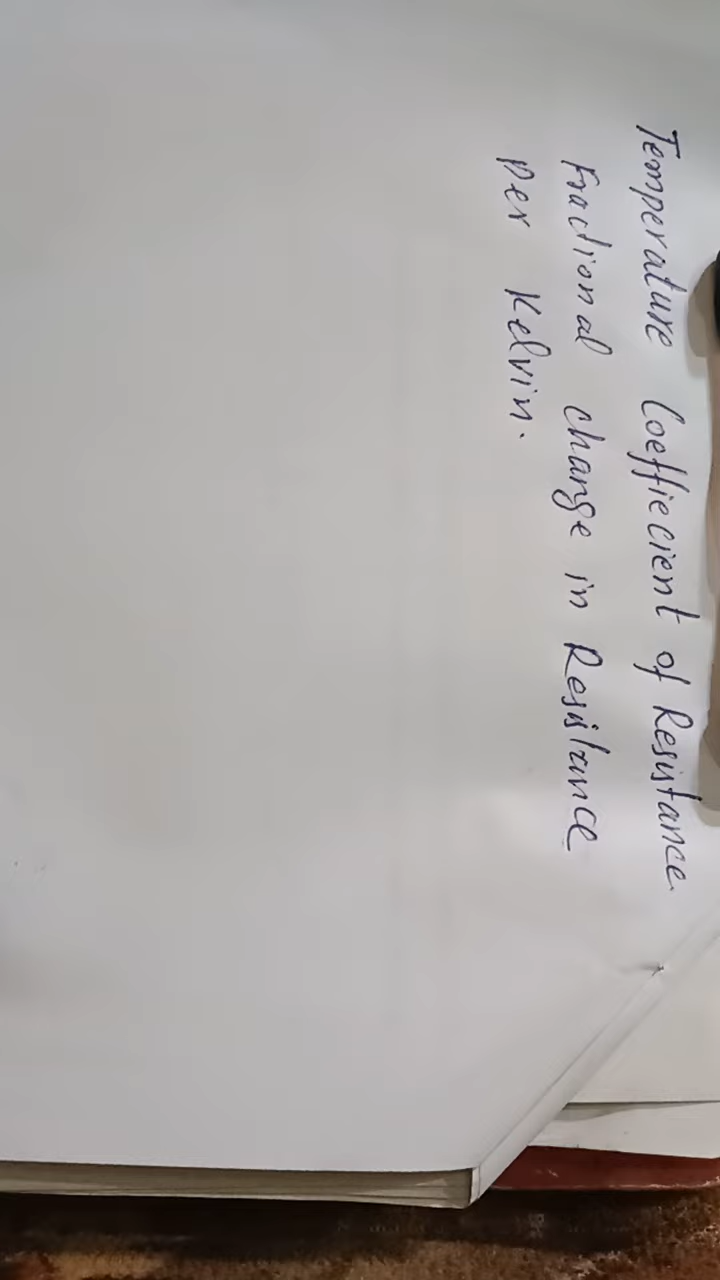 Temperature Coeffiecient of Resistance
Fractional change in Resistance
per Kelvin.